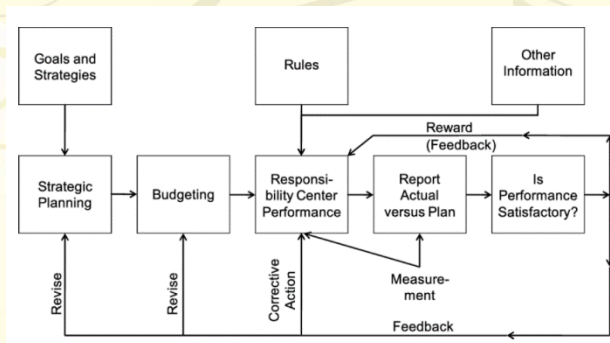 Goals and
Strategies
Rules
Other
Information
Reward
(Feedback)
Strategic
Planning
Budgeting
Responsi-
bility Center
Performance
Report
Actual
versus Plan
Is
Performance
Satisfactory?
Revise
Revise
Corrective
Action
Measure-
ment
Feedback